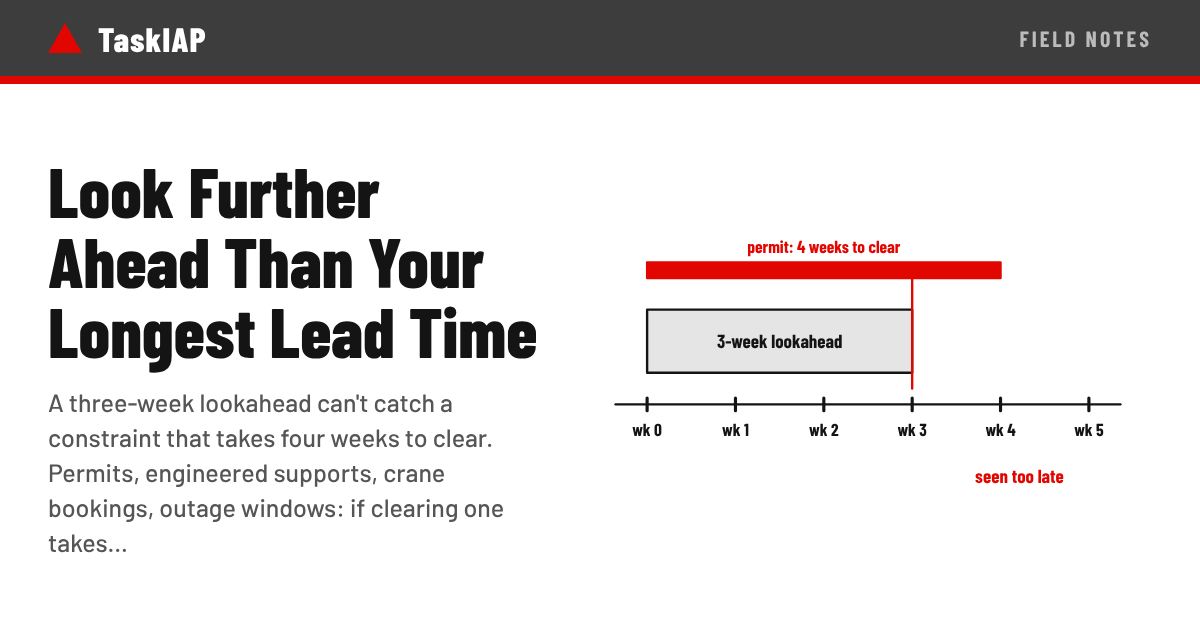 TaskIAP
FIELD NOTES
Look Further
Ahead Than Your
Longest Lead Time
A three-week lookahead can't catch a
constraint that takes four weeks to clear.
Permits, engineered supports, crane
bookings, outage windows: if clearing one
takes...
permit: 4 weeks to clear
3-week lookahead
wk 0 wk 1 wk 2 wk 3 wk 4 wk 5
seen too late